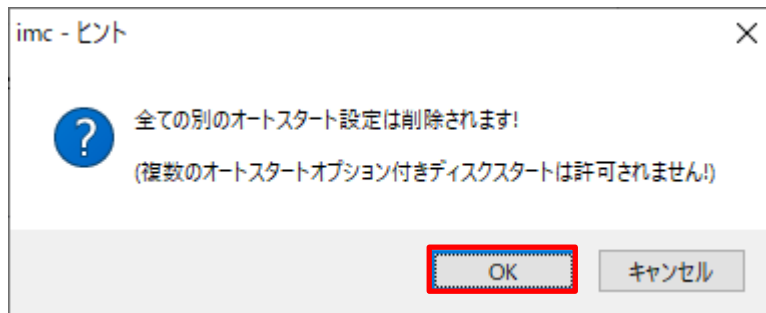 imc - ヒント
全ての別のオートスタート設定は削除されます!
(複数のオートスタートオプション付きディスクスタートは許可されません!)
OK
キャンセル